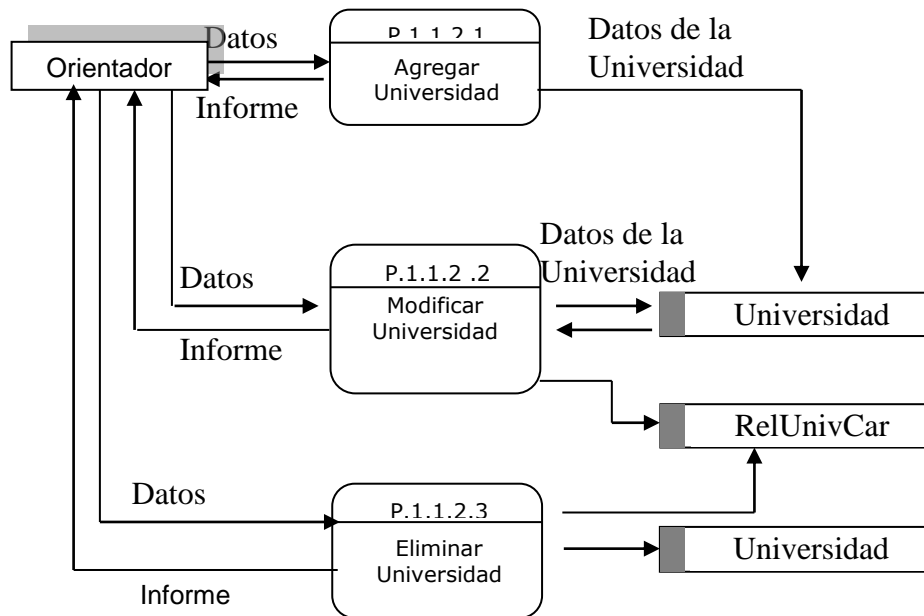 Datos
P.1.1.2.1
Datos de la
Universidad
Orientador
Agregar
Universidad
Informe
Datos de la
Universidad
Datos
P.1.1.2 .2
Modificar
Universidad
Universidad
Informe
RelUnivCar
Datos
P.1.1.2.3
Eliminar
Universidad
Universidad
Informe